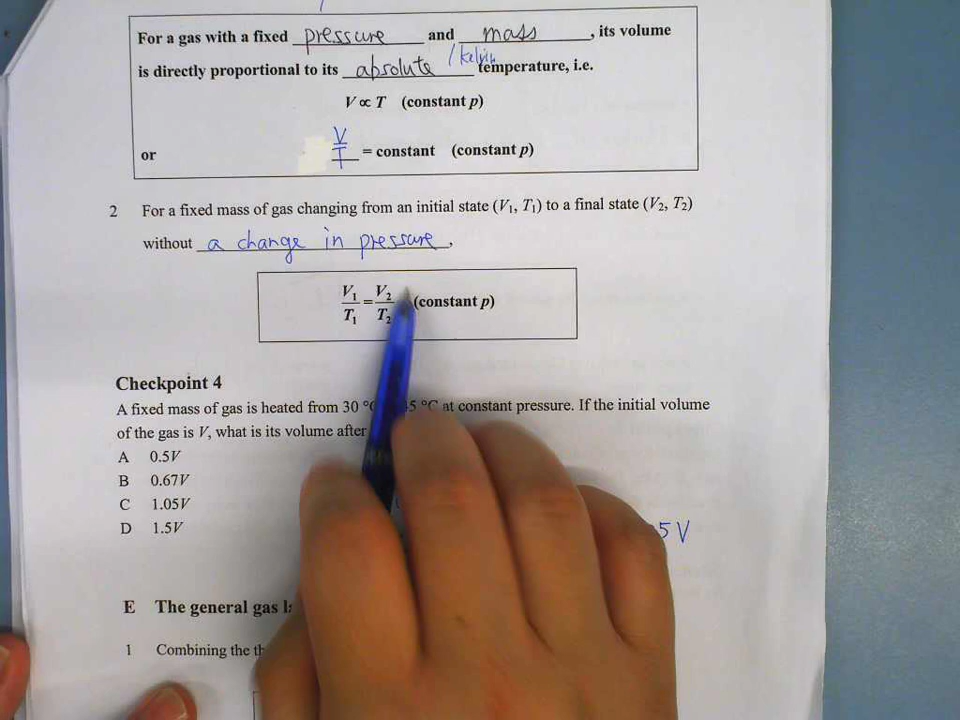 For a gas with a fixed pressure and mass, its volume
/kelvin
is directly proportional to its absolute temperature, i.e.
V ∝ T (constant p)
or V/T = constant (constant p)
2 For a fixed mass of gas changing from an initial state (V₁, T₁) to a final state (V₂, T₂)
without a change in pressure,
V₁/T₁ = V₂/T₂ (constant p)
Checkpoint 4
A fixed mass of gas is heated from 30 °C at constant pressure. If the initial volume
of the gas is V, what is its volume after
A 0.5V
B 0.67V
C 1.05V
D 1.5V
5 V
E The general gas
1 Combining the